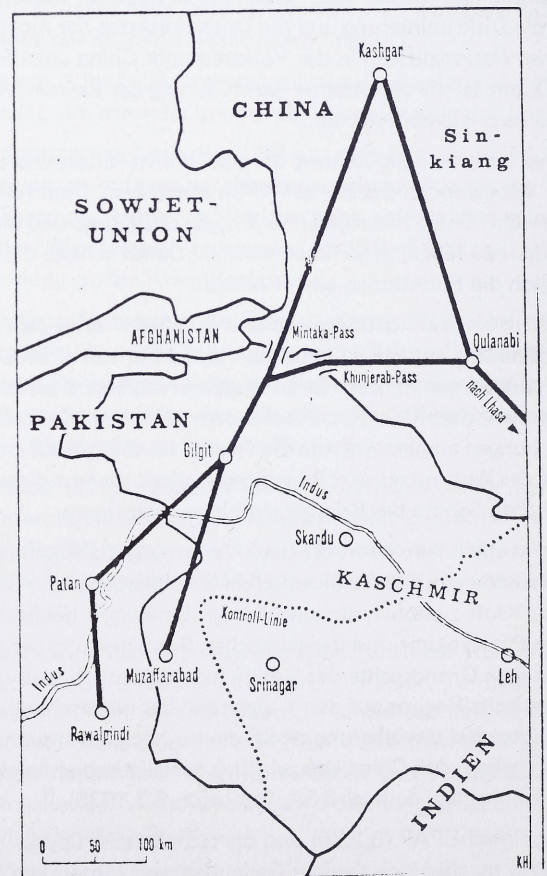 Kashgar
CHINA
Sin-
kiang
SOWJET-
UNION
AFGHANISTAN
Mintaka-Pass
Qulanabi
Khunjerab-Pass
nach Lhasa
PAKISTAN
Gilgit
Indus
Skardu
Patan
KASCHMIR
Kontroll-Linie
Muzaffarabad
Srinagar
Leh
Indus
Rawalpindi
INDIEN
0 50 100 km
KH